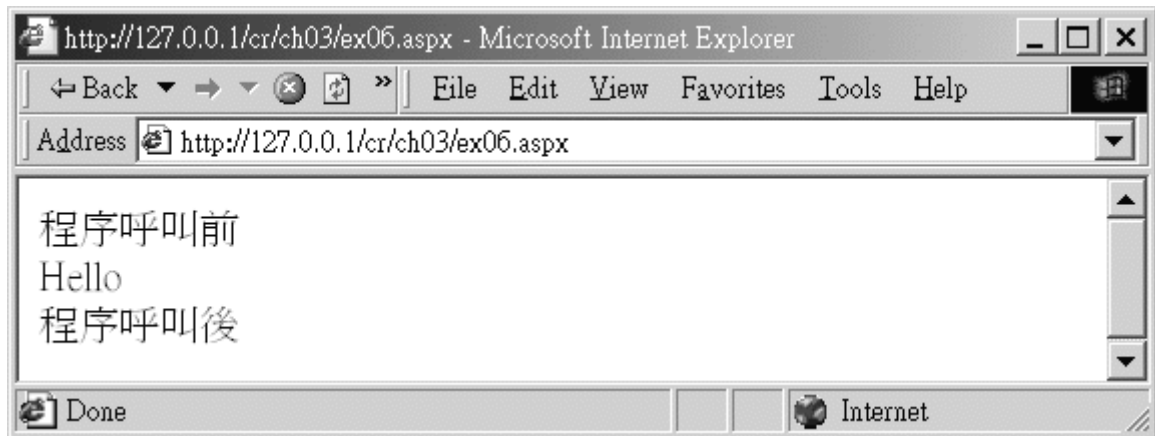 http://127.0.0.1/cr/ch03/ex06.aspx - Microsoft Internet Explorer
Back » File Edit View Favorites Tools Help
Address http://127.0.0.1/cr/ch03/ex06.aspx
程序呼叫前
Hello
程序呼叫後
Done Internet